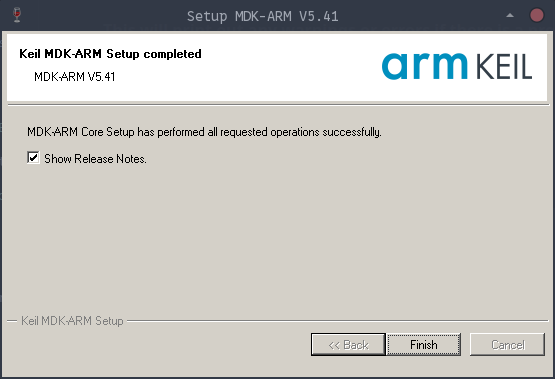 Setup MDK-ARM V5.41
Keil MDK-ARM Setup completed
MDK-ARM V5.41
arm KEIL
MDK-ARM Core Setup has performed all requested operations successfully.
Show Release Notes.
Keil MDK-ARM Setup
<< Back
Finish
Cancel